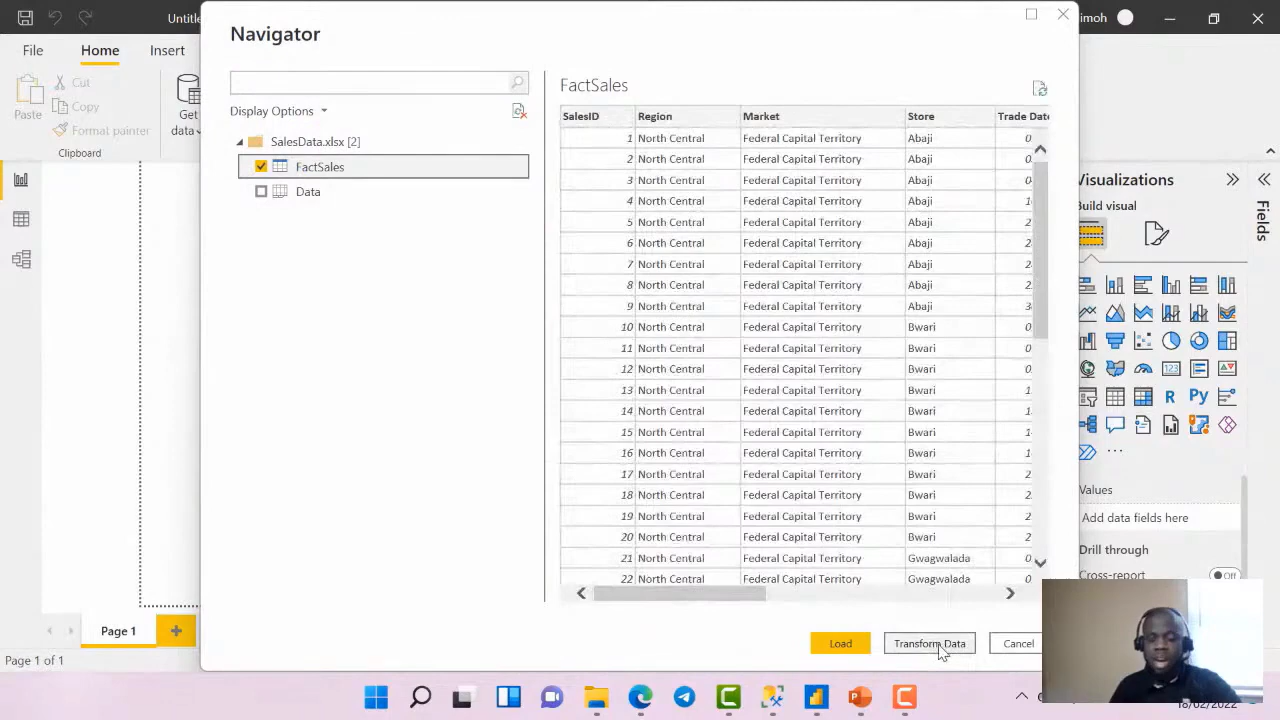 Untitle
imoh
File
Home
Insert
Paste
Cut
Copy
Format painter
Clipboard
Get
data
Page 1
Page 1 of 1
Navigator
Display Options
SalesData.xlsx [2]
FactSales
Data
FactSales
SalesID Region Market Store Trade Date
1 North Central Federal Capital Territory Abaji 0
2 North Central Federal Capital Territory Abaji
3 North Central Federal Capital Territory Abaji 0
4 North Central Federal Capital Territory Abaji 1
5 North Central Federal Capital Territory Abaji 2
6 North Central Federal Capital Territory Abaji 2
7 North Central Federal Capital Territory Abaji 2
8 North Central Federal Capital Territory Abaji 2
9 North Central Federal Capital Territory Abaji 3
10 North Central Federal Capital Territory Bwari 0
11 North Central Federal Capital Territory Bwari 0
12 North Central Federal Capital Territory Bwari 0
13 North Central Federal Capital Territory Bwari 1
14 North Central Federal Capital Territory Bwari 1
15 North Central Federal Capital Territory Bwari 1
16 North Central Federal Capital Territory Bwari 1
17 North Central Federal Capital Territory Bwari 2
18 North Central Federal Capital Territory Bwari 2
19 North Central Federal Capital Territory Bwari 2
20 North Central Federal Capital Territory Bwari 2
21 North Central Federal Capital Territory Gwagwalada 0
22 North Central Federal Capital Territory Gwagwalada
Load
Transform Data
Cancel
Visualizations
Build visual
Fields
123
R
Py
Values
Add data fields here
Drill through
Cross-report
Off
18/02/2022